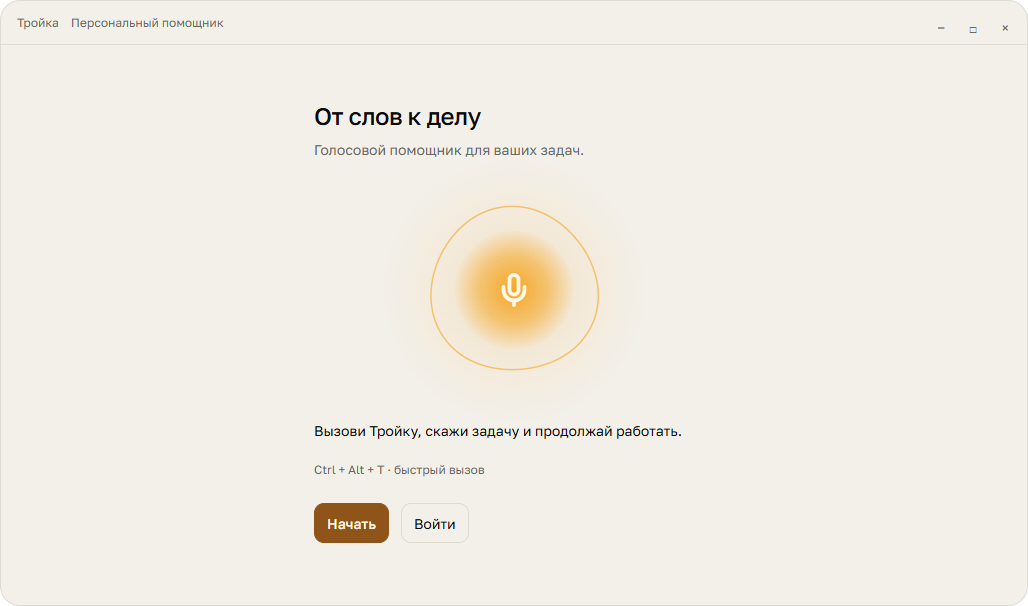 Тройка Персональный помощник
От слов к делу
Голосовой помощник для ваших задач.
Вызови Тройку, скажи задачу и продолжай работать.
Ctrl + Alt + T · быстрый вызов
Начать Войти